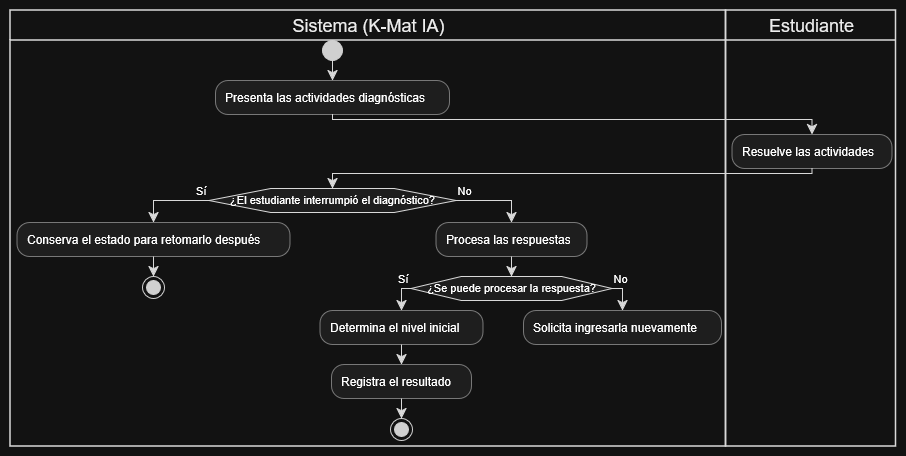 Sistema (K-Mat IA)
Estudiante
Presenta las actividades diagnósticas
Resuelve las actividades
Sí
¿El estudiante interrumpió el diagnóstico?
No
Conserva el estado para retomarlo después
Procesa las respuestas
Sí
¿Se puede procesar la respuesta?
No
Determina el nivel inicial
Solicita ingresarla nuevamente
Registra el resultado